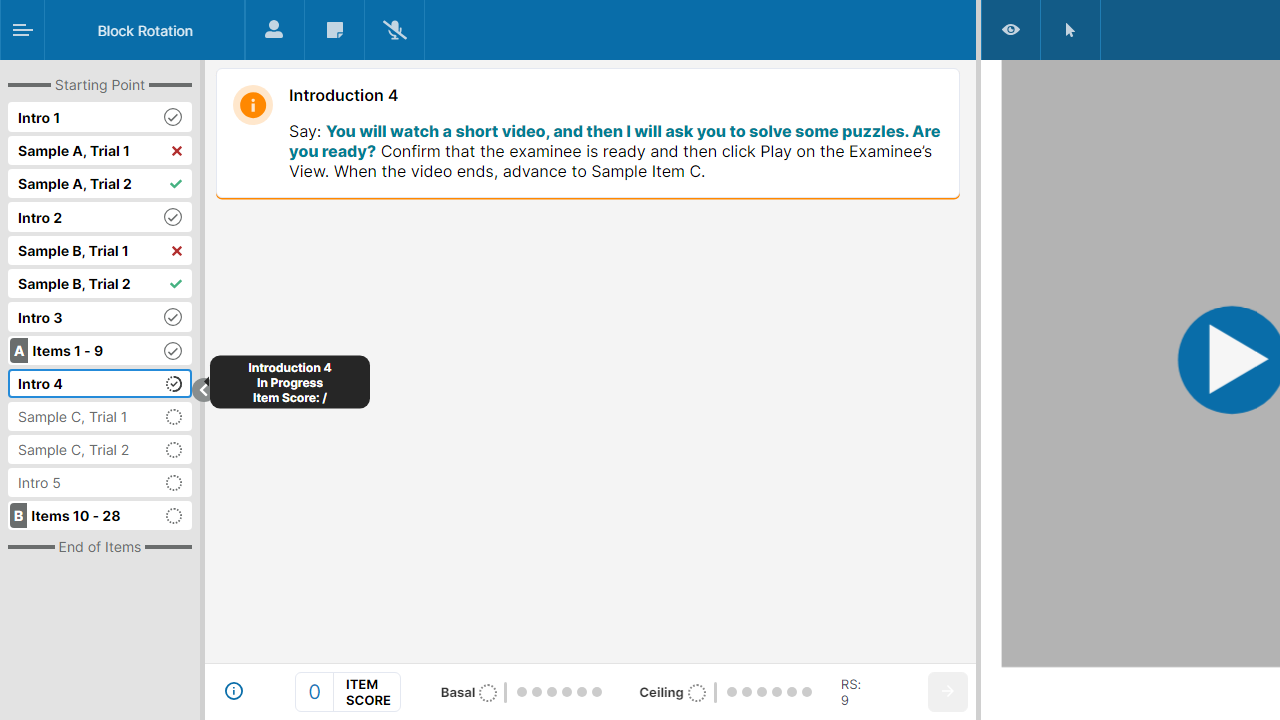 Block Rotation
Starting Point
Intro 1
Sample A, Trial 1
Sample A, Trial 2
Intro 2
Sample B, Trial 1
Sample B, Trial 2
Intro 3
A Items 1 - 9
Intro 4
Sample C, Trial 1
Sample C, Trial 2
Intro 5
B Items 10 - 28
End of Items
Introduction 4
Say: You will watch a short video, and then I will ask you to solve some puzzles. Are
you ready? Confirm that the examinee is ready and then click Play on the Examinee’s
View. When the video ends, advance to Sample Item C.
Introduction 4
In Progress
Item Score: /
0 ITEM
SCORE
Basal
Ceiling
RS:
9